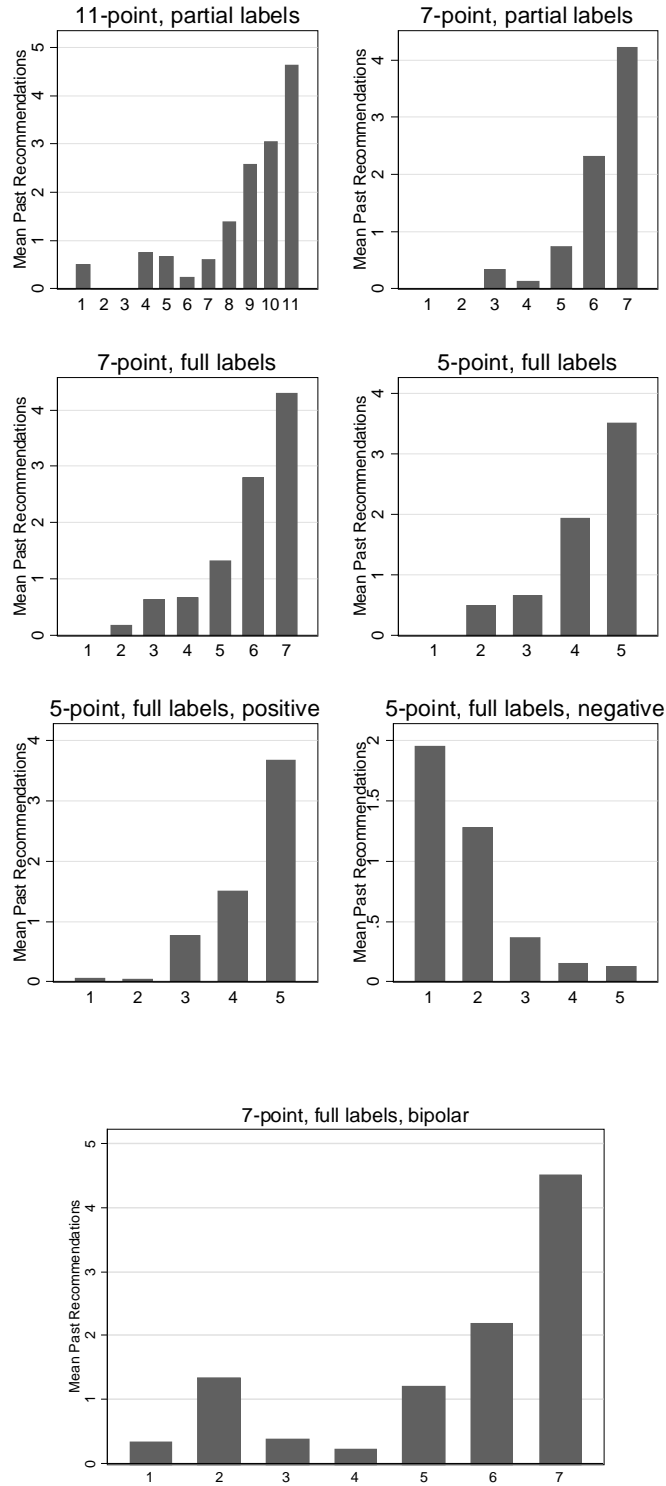 11-point, partial labels
Mean Past Recommendations
5
4
3
2
1
0
1 2 3 4 5 6 7 8 9 10 11
7-point, partial labels
Mean Past Recommendations
4
3
2
1
0
1 2 3 4 5 6 7
7-point, full labels
Mean Past Recommendations
4
3
2
1
0
1 2 3 4 5 6 7
5-point, full labels
Mean Past Recommendations
4
3
2
1
0
1 2 3 4 5
5-point, full labels, positive
Mean Past Recommendations
4
3
2
1
0
1 2 3 4 5
5-point, full labels, negative
Mean Past Recommendations
2
1.5
1
.5
0
1 2 3 4 5
7-point, full labels, bipolar
Mean Past Recommendations
5
4
3
2
1
0
1 2 3 4 5 6 7